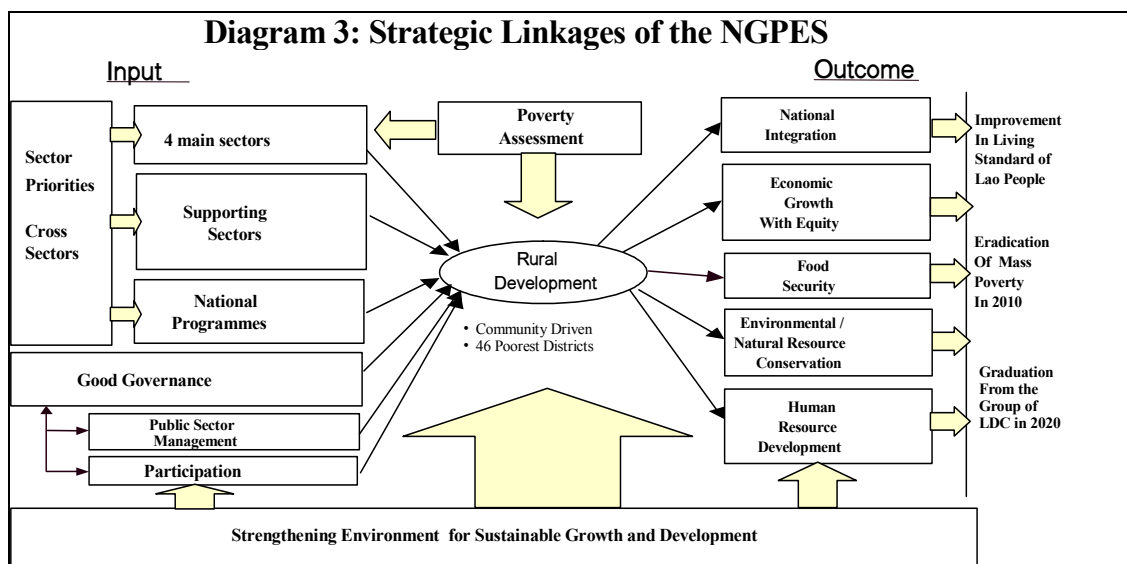 Diagram 3: Strategic Linkages of the NGPES
Input
Outcome
Sector
Priorities
Cross
Sectors
4 main sectors
Supporting
Sectors
National
Programmes
Good Governance
Public Sector
Management
Participation
Poverty
Assessment
Rural
Development
• Community Driven
• 46 Poorest Districts
National
Integration
Economic
Growth
With Equity
Food
Security
Environmental /
Natural Resource
Conservation
Human
Resource
Development
Improvement
In Living
Standard of
Lao People
Eradication
Of Mass
Poverty
In 2010
Graduation
From the
Group of
LDC in 2020
Strengthening Environment for Sustainable Growth and Development